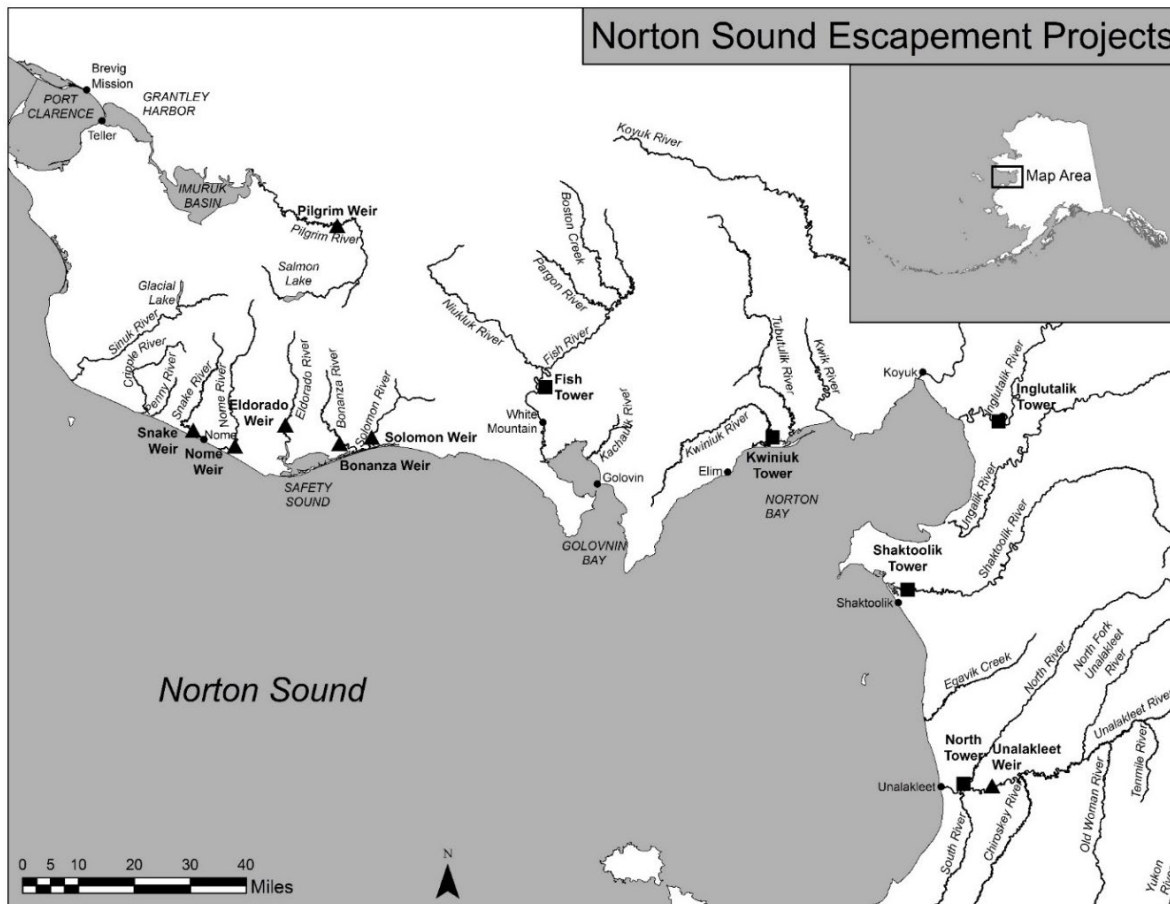 Norton Sound Escapement Projects
Brevig
Mission
PORT
CLARENCE
GRANTLEY
HARBOR
Teller
IMURUK
BASIN
Pilgrim Weir
Pilgrim River
Salmon
Lake
Glacial
Lake
Sinuk River
Cripple River
Penny River
Snake River
Nome River
Eldorado River
Bonanza River
Solomon River
Eldorado
Weir
Snake
Weir
Nome
Nome
Weir
Solomon Weir
Bonanza Weir
SAFETY
SOUND
Koyuk River
Boston Creek
Pargon River
Niukluk River
Fish River
Fish
Tower
White
Mountain
Kachauik River
Golovin
GOLOVNIN
BAY
Tubutulik River
Kwik River
Kwiniuk River
Kwiniuk
Tower
Elim
NORTON
BAY
Map Area
Koyuk
Inglutalik River
Inglutalik
Tower
Ungalik River
Shaktoolik River
Shaktoolik
Tower
Shaktoolik
Egavik Creek
North River
North Fork
Unalakleet
River
Unalakleet River
North
Tower
Unalakleet
Weir
Unalakleet
South River
Chiroskey River
Old Woman River
Tenmile River
Yukon
River
Norton Sound
0 5 10 20 30 40
Miles
N